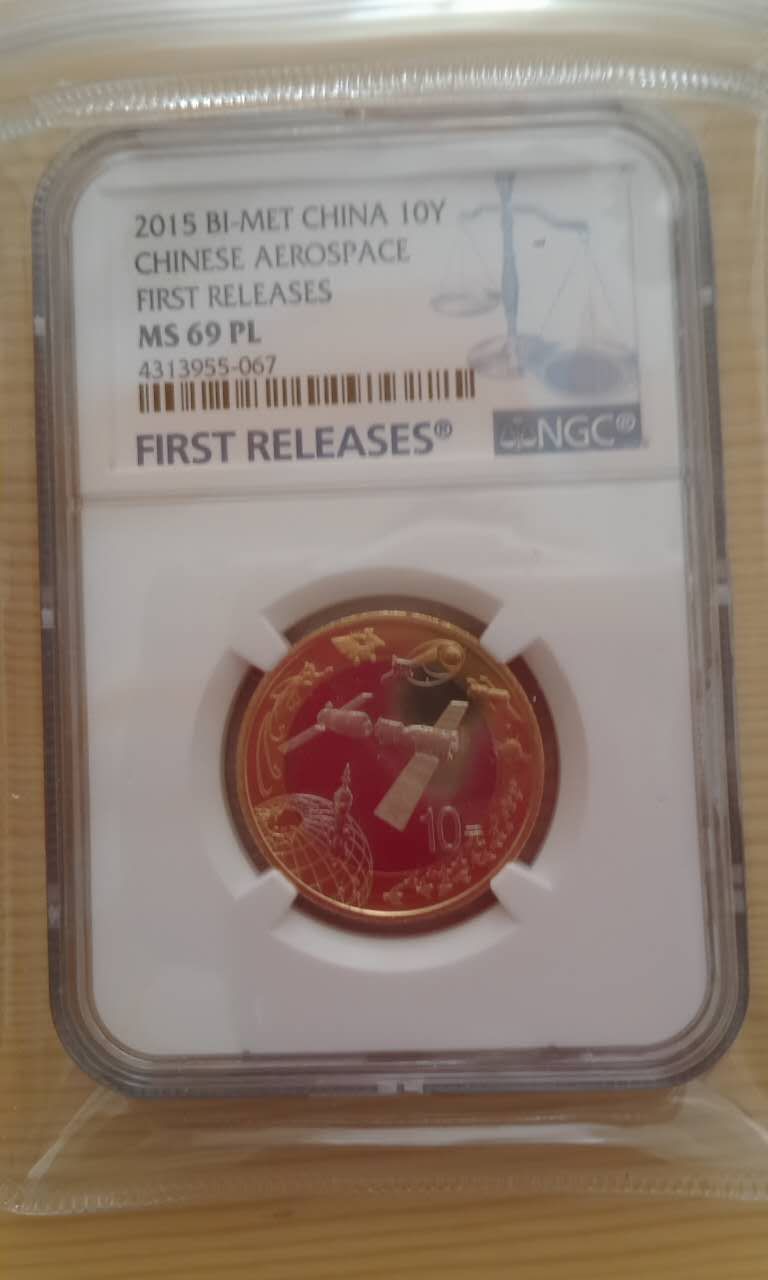 2015 BI-MET CHINA 10Y
CHINESE AEROSPACE
FIRST RELEASES
MS 69 PL
4313955-067
FIRST RELEASES®
NGC®
10元